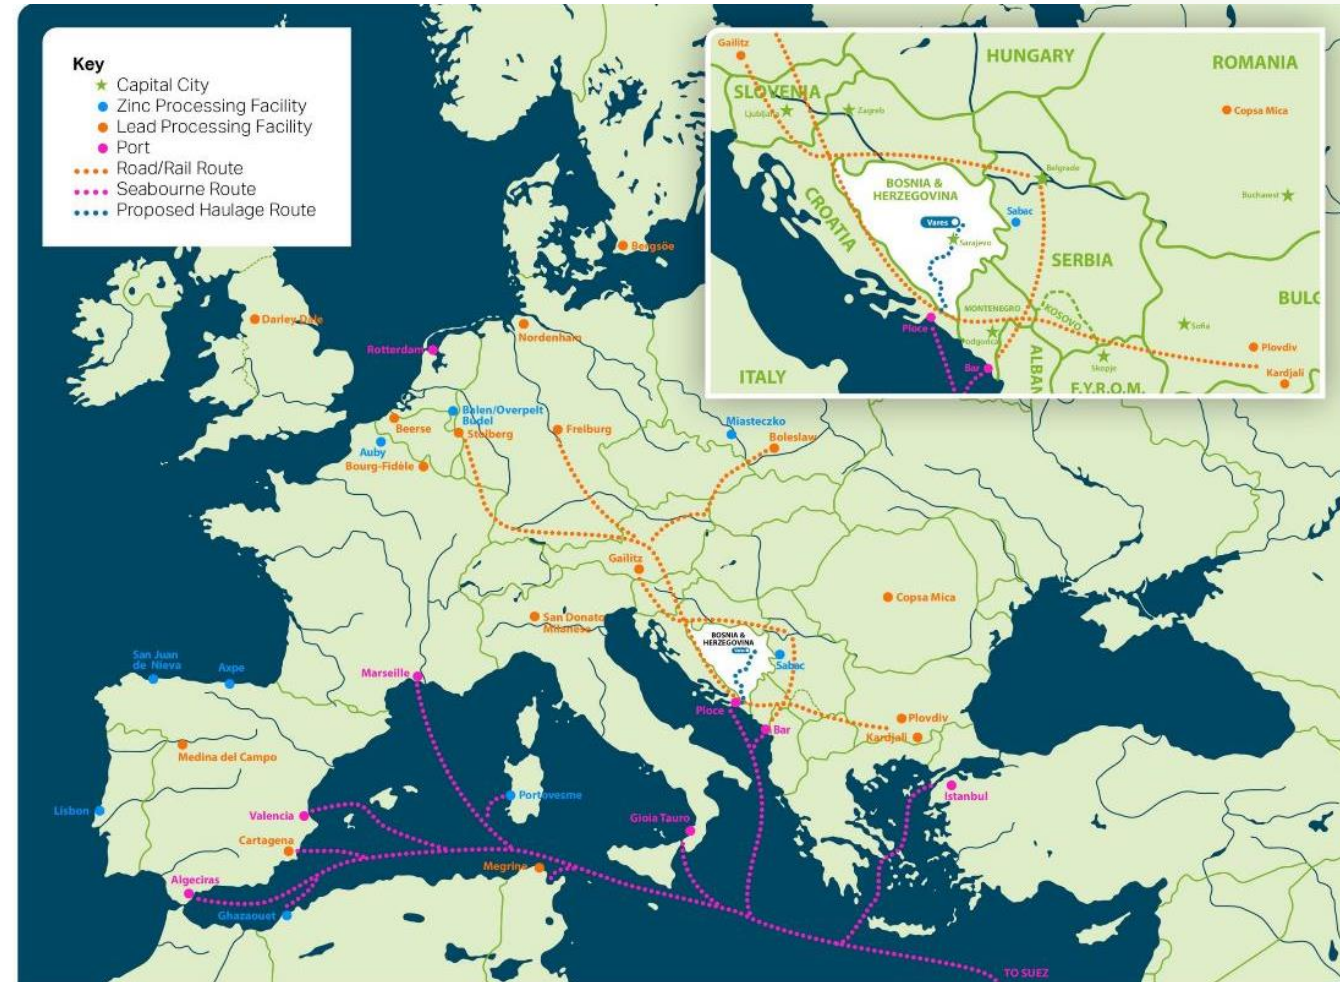 Key
Capital City
Zinc Processing Facility
Lead Processing Facility
Port
Road/Rail Route
Seabourne Route
Proposed Haulage Route
Gailitz
HUNGARY
ROMANIA
SLOVENIA
Ljubljana
Zagreb
Copsa Mica
Belgrade
BOSNIA &
HERZEGOVINA
Bucharest
CROATIA
Vares
Sabac
Sarajevo
SERBIA
MONTENEGRO
KOSOVO
BULG
Ploce
Podgorica
Sofia
Skopje
Plovdiv
Bar
ALBAN
Kardjali
ITALY
F.Y.R.O.M.
Bergsöe
Darley Dale
Nordenham
Rotterdam
Balen/Overpelt
Budel
Beerse
Stolberg
Freiburg
Miasteczko
Boleslaw
Auby
Bourg-Fidèle
Gailitz
Copsa Mica
San Donato
Milanese
BOSNIA &
HERZEGOVINA
Sabac
San Juan
de Nieva
Axpe
Marseille
Ploce
Bar
Plovdiv
Kardjali
Medina del Campo
Lisbon
Valencia
Portovesme
Gioia Tauro
Istanbul
Cartagena
Megrine
Algeciras
Ghazaouet
TO SUEZ